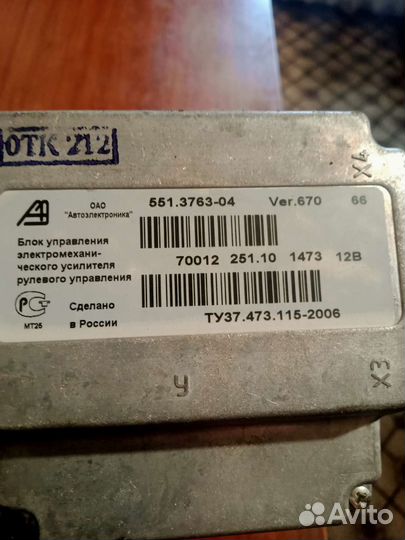 ОТК 212
X4
ОАО
"Автоэлектроника"
551.3763-04 Ver.670 66
Блок управления
электромехани-
ческого усилителя
рулевого управления
70012 251.10 1473 12В
Сделано
в России
МТ25
ТУ37.473.115-2006
У
X3
Avito